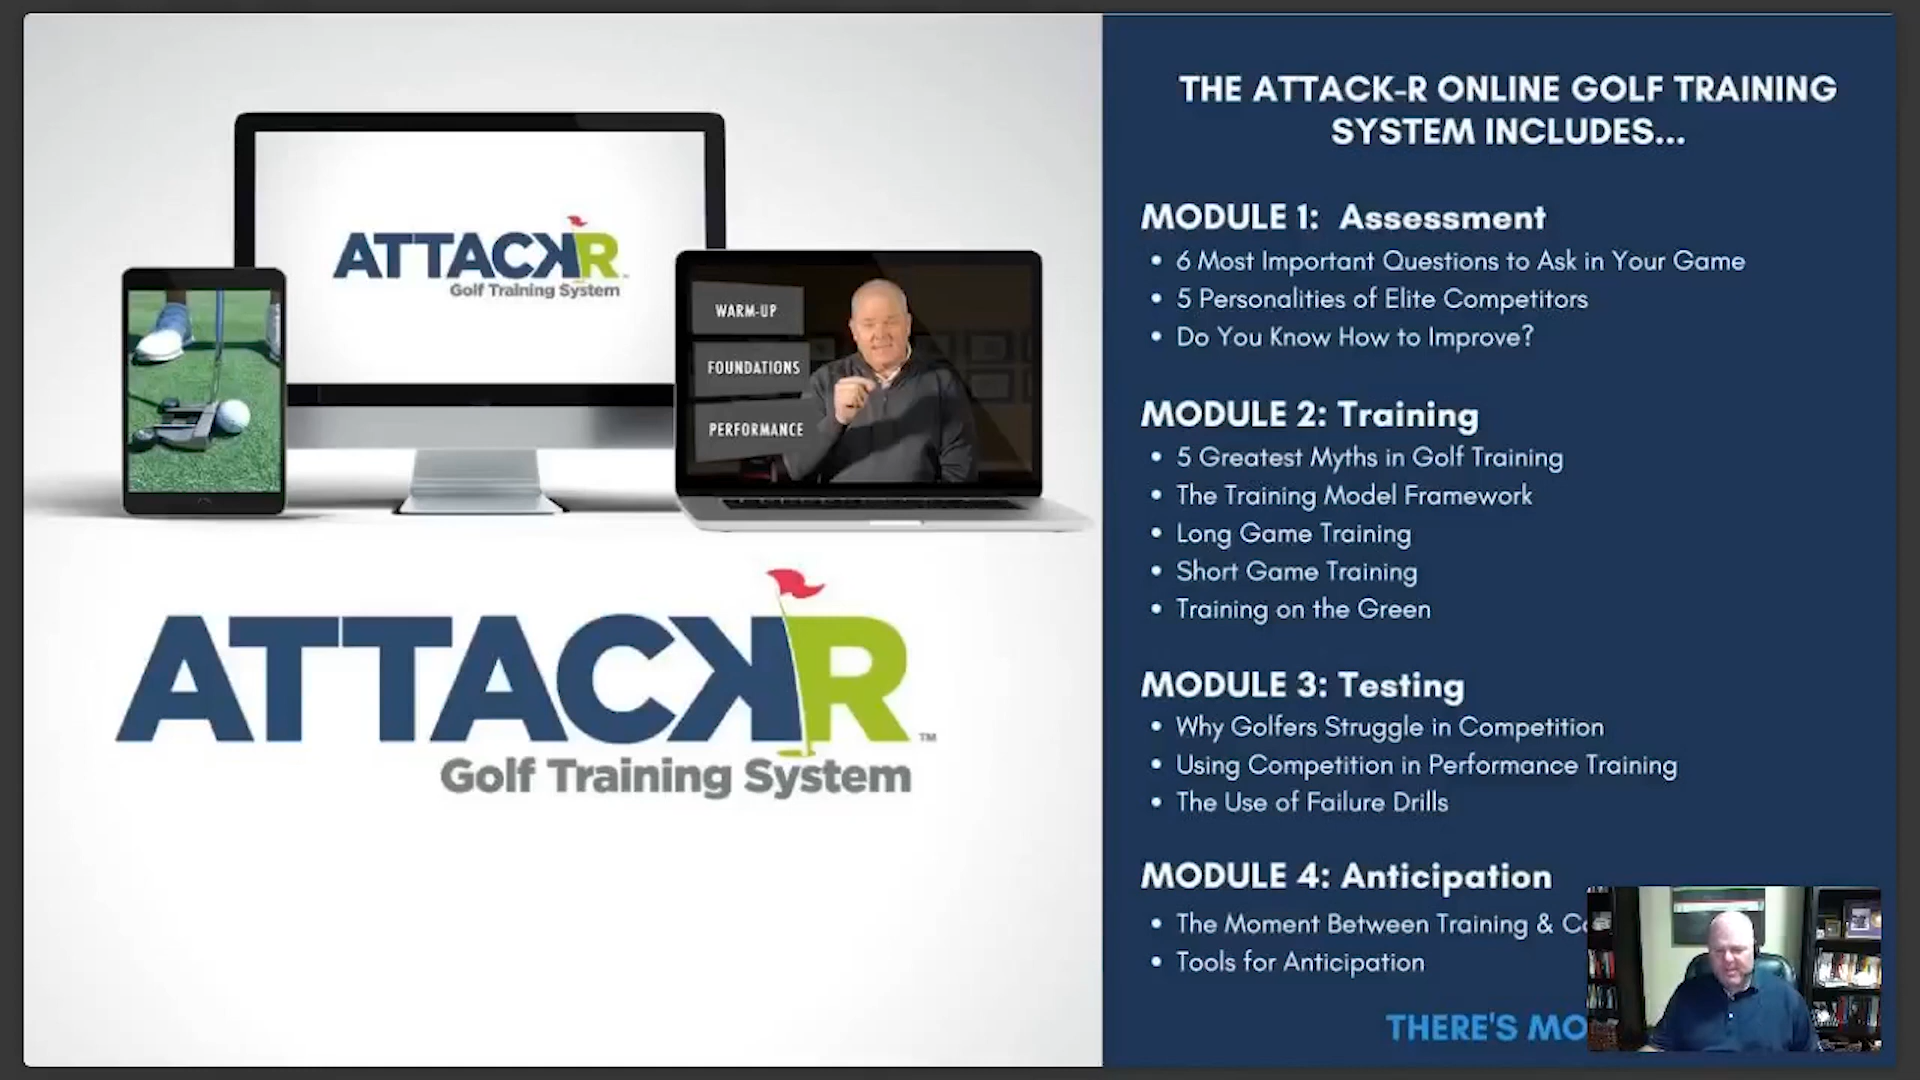 ATTACKR
Golf Training System
WARM-UP
FOUNDATIONS
PERFORMANCE
ATTACKR™
Golf Training System
THE ATTACK-R ONLINE GOLF TRAINING
SYSTEM INCLUDES...
MODULE 1: Assessment
• 6 Most Important Questions to Ask in Your Game
• 5 Personalities of Elite Competitors
• Do You Know How to Improve?
MODULE 2: Training
• 5 Greatest Myths in Golf Training
• The Training Model Framework
• Long Game Training
• Short Game Training
• Training on the Green
MODULE 3: Testing
• Why Golfers Struggle in Competition
• Using Competition in Performance Training
• The Use of Failure Drills
MODULE 4: Anticipation
• The Moment Between Training &
• Tools for Anticipation
THERE'S